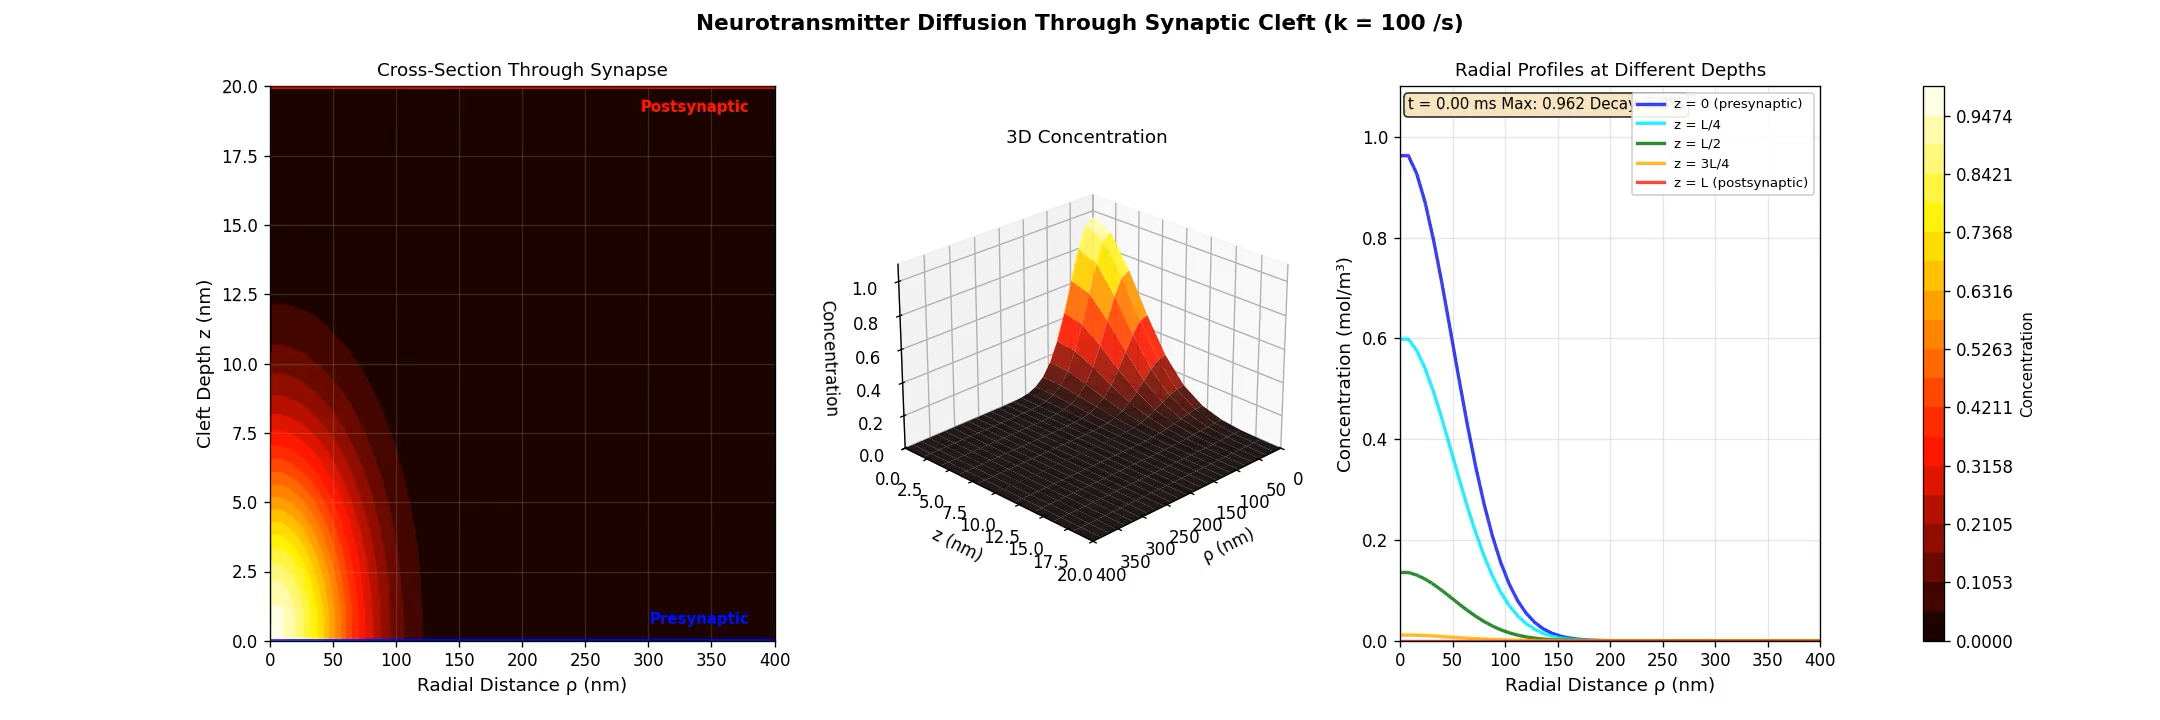 Neurotransmitter Diffusion Through Synaptic Cleft (k = 100 /s)
Cross-Section Through Synapse
20.0
17.5
15.0
12.5
10.0
7.5
5.0
2.5
0.0
Cleft Depth z (nm)
Postsynaptic
Presynaptic
0 50 100 150 200 250 300 350 400
Radial Distance ρ (nm)
3D Concentration
Concentration
1.0
0.8
0.6
0.4
0.2
0.0
0.0 2.5 5.0 7.5 10.0 12.5 15.0 17.5 20.0
z (nm)
400 350 300 250 200 150 100 50 0
ρ (nm)
Radial Profiles at Different Depths
t = 0.00 ms Max: 0.962 Decay
z = 0 (presynaptic)
z = L/4
z = L/2
z = 3L/4
z = L (postsynaptic)
1.0
0.8
0.6
0.4
0.2
0.0
Concentration (mol/m³)
0 50 100 150 200 250 300 350 400
Radial Distance ρ (nm)
0.9474
0.8421
0.7368
0.6316
0.5263
0.4211
0.3158
0.2105
0.1053
0.0000
Concentration